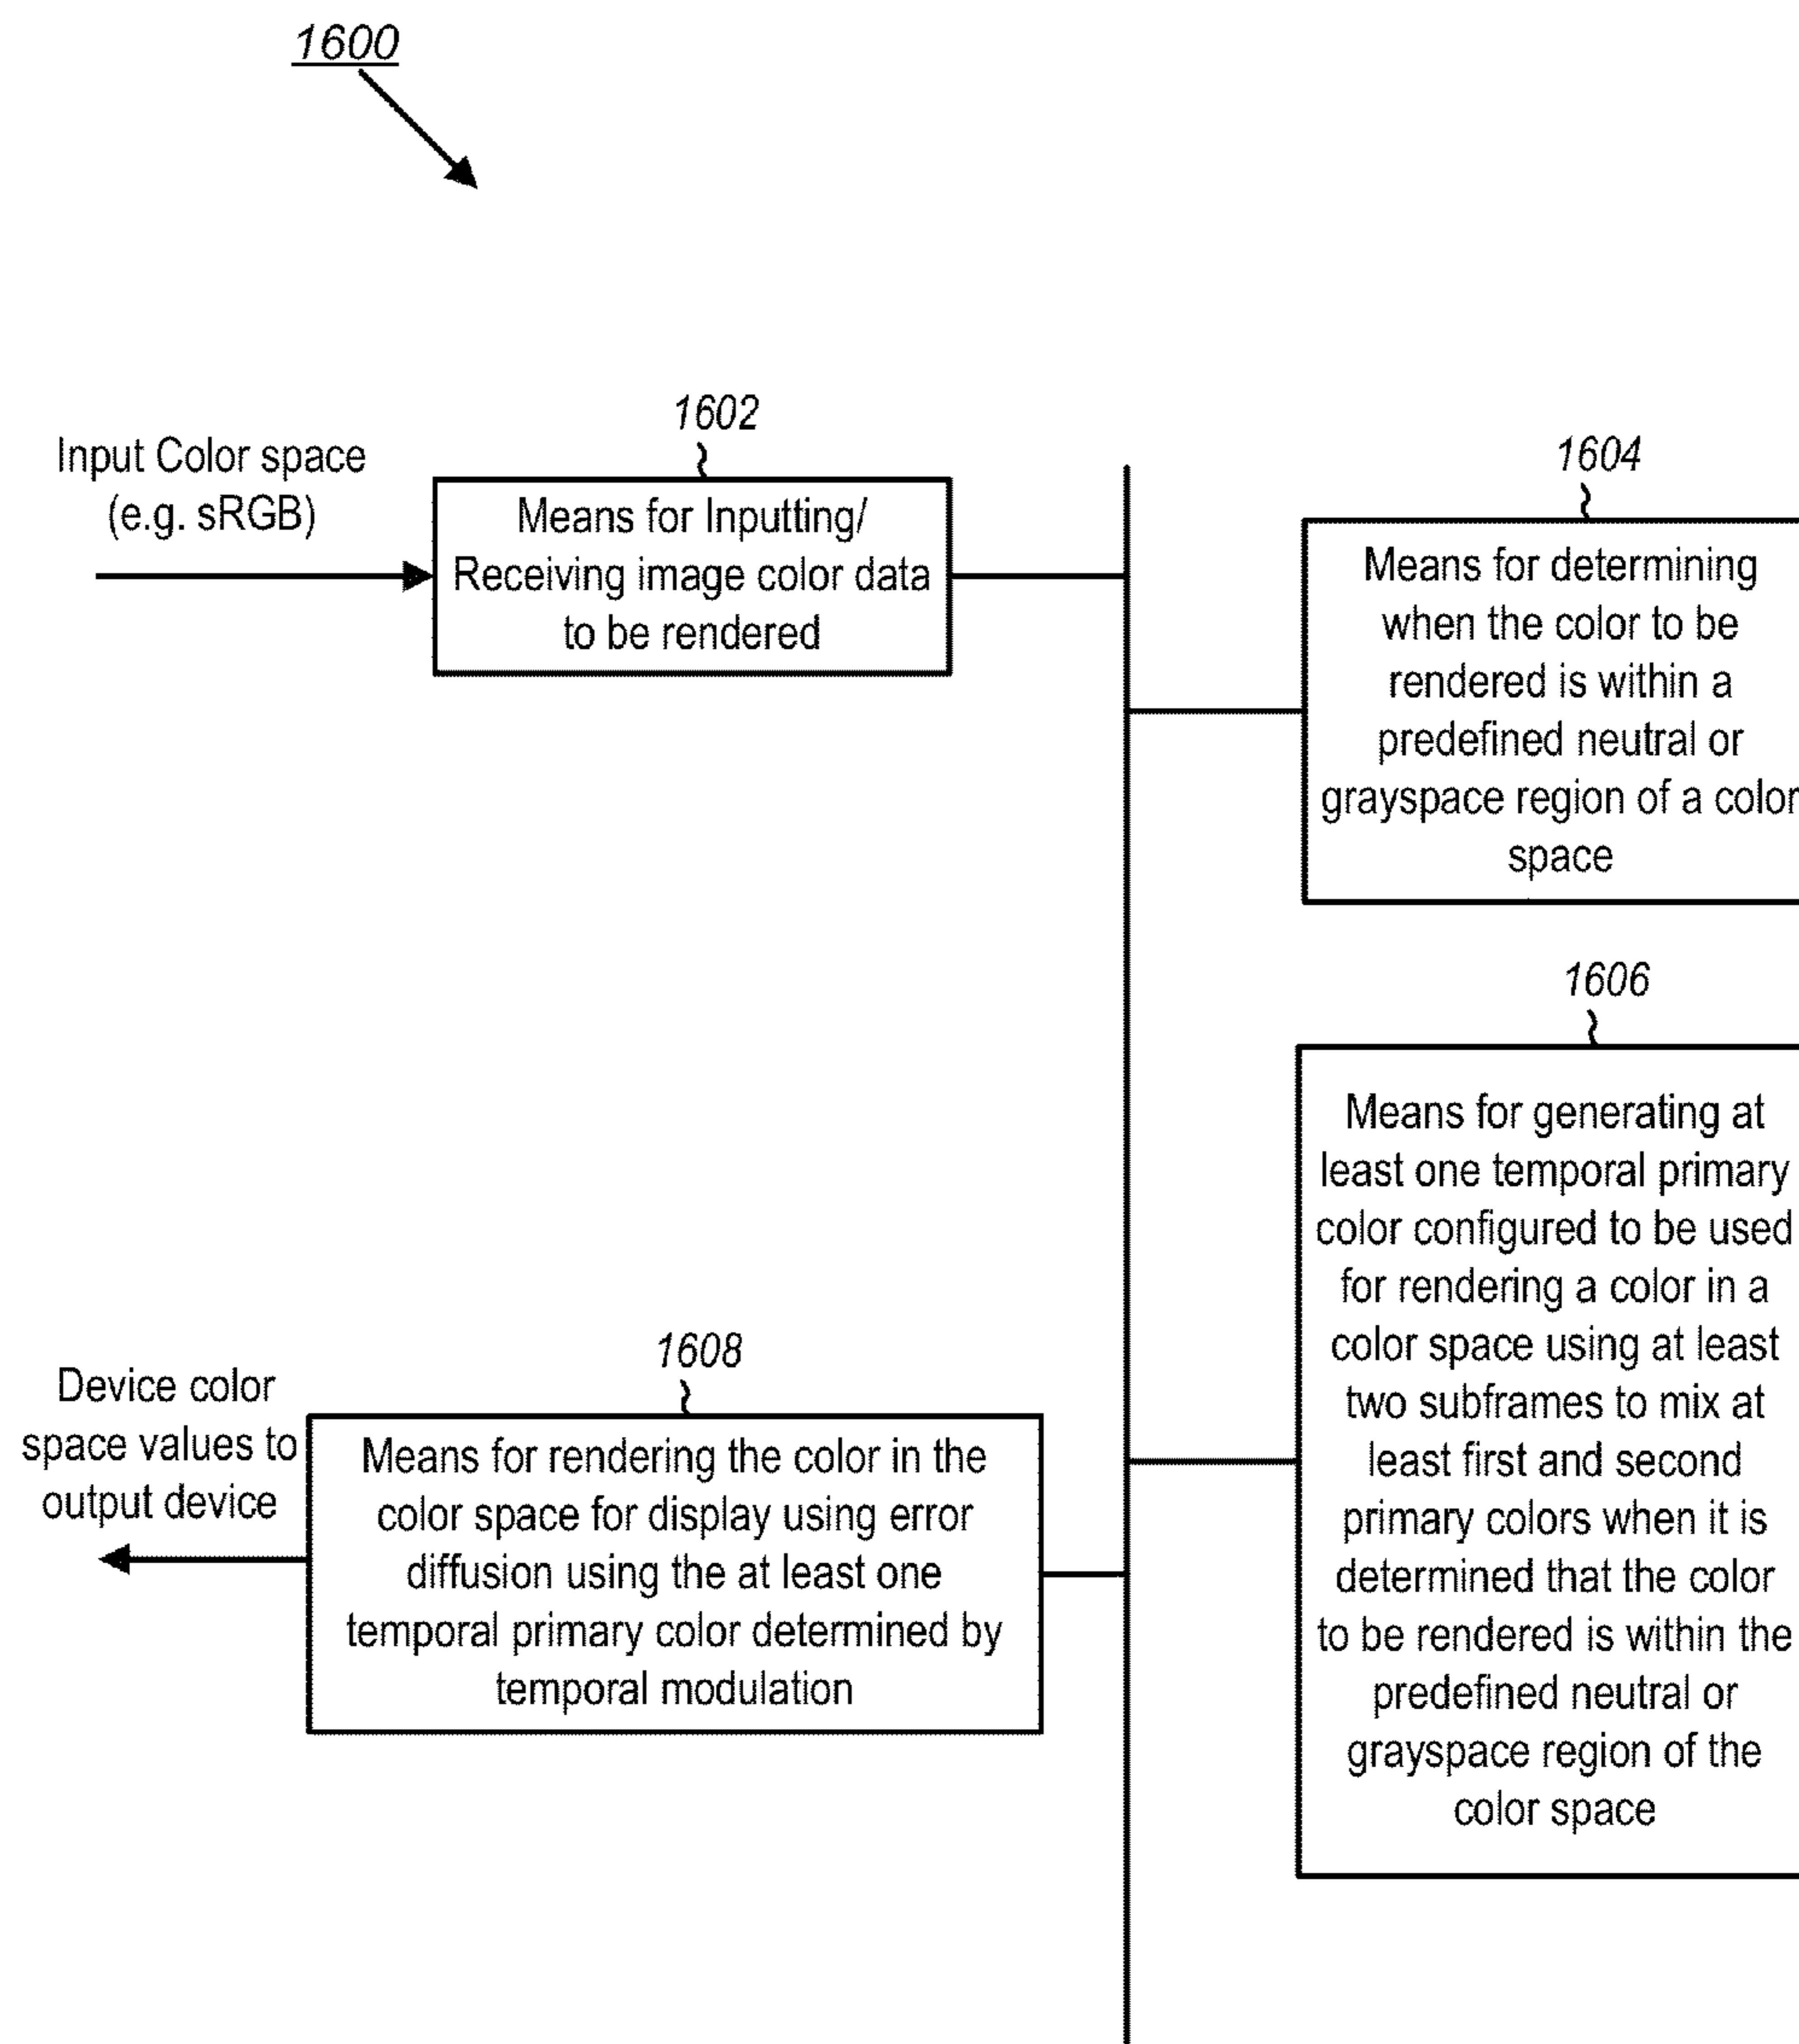 1600
1602
Input Color space
(e.g. sRGB)
Means for Inputting/
Receiving image color data
to be rendered
1604
Means for determining
when the color to be
rendered is within a
predefined neutral or
grayspace region of a color
space
1606
Means for generating at
least one temporal primary
color configured to be used
for rendering a color in a
color space using at least
two subframes to mix at
least first and second
primary colors when it is
determined that the color
to be rendered is within the
predefined neutral or
grayspace region of the
color space
1608
Means for rendering the color in the
color space for display using error
diffusion using the at least one
temporal primary color determined by
temporal modulation
Device color
space values to
output device